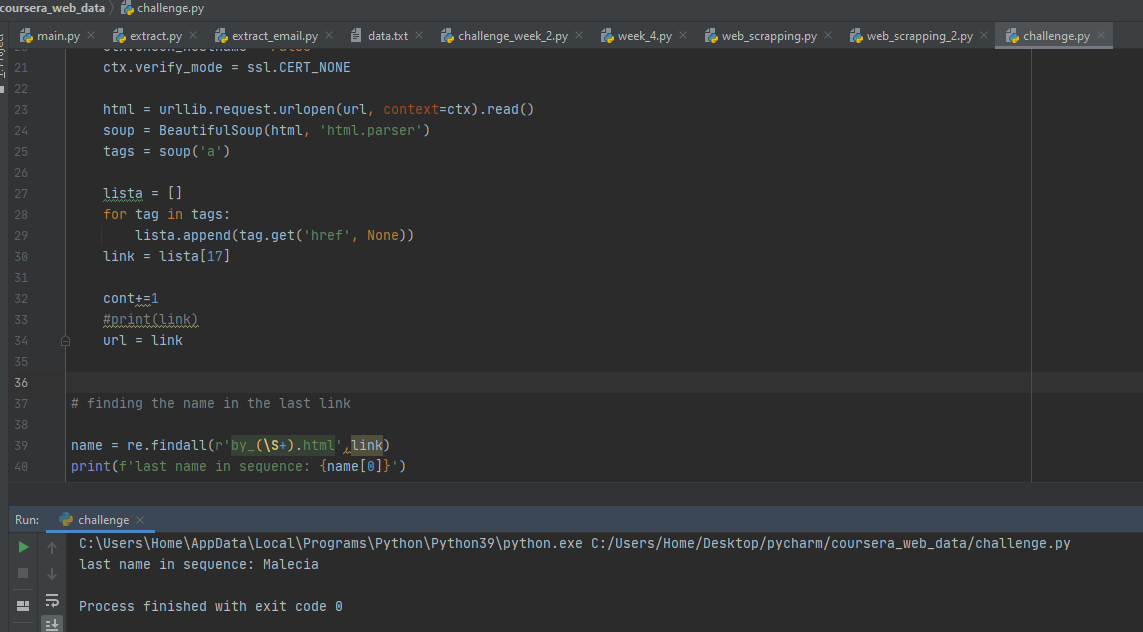 coursera_web_data challenge.py
main.py extract.py extract_email.py data.txt challenge_week_2.py week_4.py web_scrapping.py web_scrapping_2.py challenge.py
21 ctx.verify_mode = ssl.CERT_NONE
22
23 html = urllib.request.urlopen(url, context=ctx).read()
24 soup = BeautifulSoup(html, 'html.parser')
25 tags = soup('a')
26
27 lista = []
28 for tag in tags:
29 lista.append(tag.get('href', None))
30 link = lista[17]
31
32 cont+=1
33 #print(link)
34 url = link
35
36
37 # finding the name in the last link
38
39 name = re.findall(r'by_(\S+).html',link)
40 print(f'last name in sequence: {name[0]}')
Run: challenge
C:\Users\Home\AppData\Local\Programs\Python\Python39\python.exe C:/Users/Home/Desktop/pycharm/coursera_web_data/challenge.py
last name in sequence: Malecia
Process finished with exit code 0